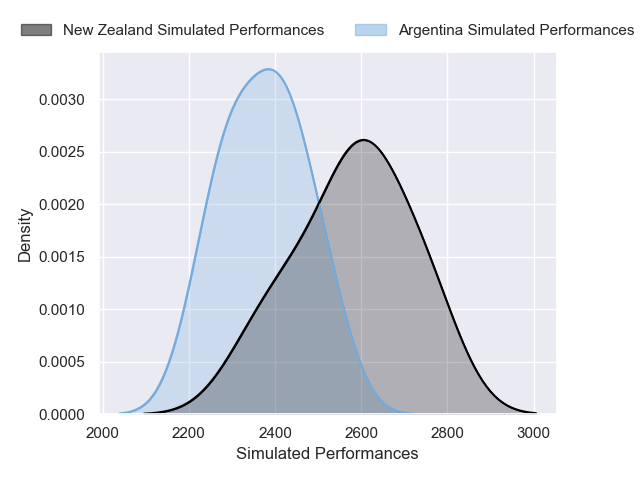 New Zealand Simulated Performances Argentina Simulated Performances
0.0030
0.0025
0.0020
0.0015
0.0010
0.0005
0.0000
Density
2000 2200 2400 2600 2800 3000
Simulated Performances